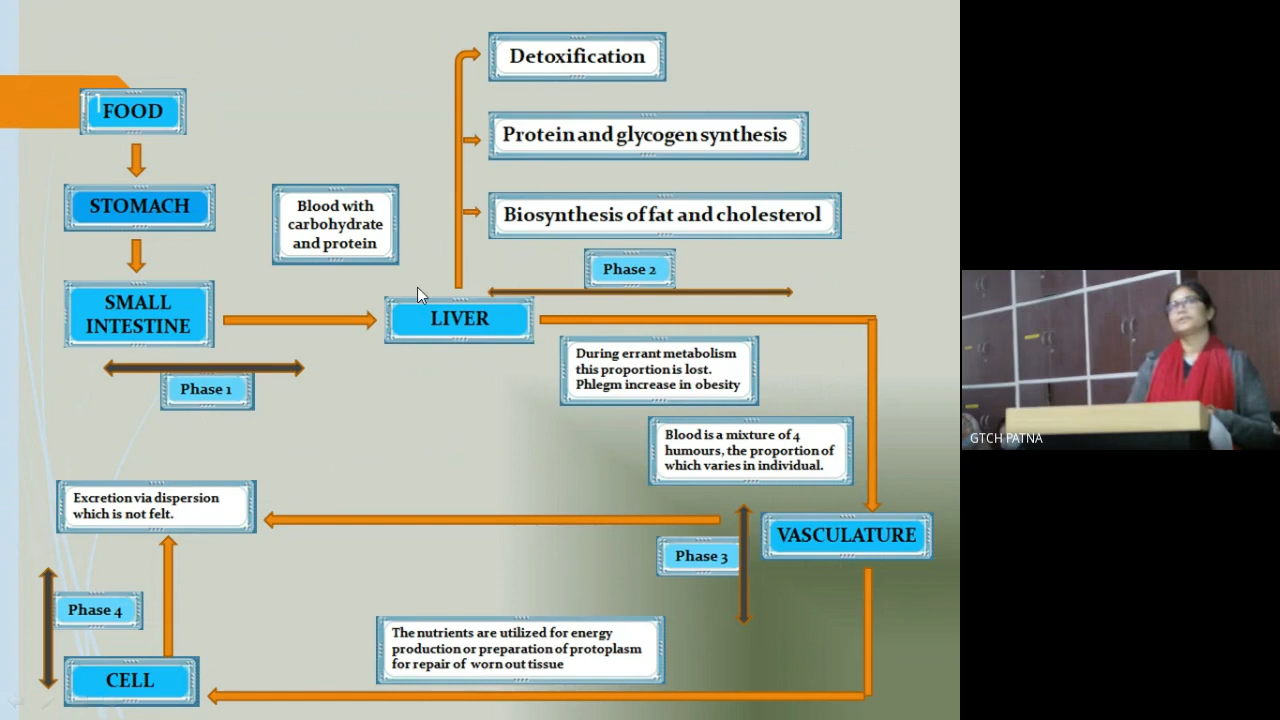 11
FOOD
STOMACH
SMALL
INTESTINE
Phase 1
Blood with
carbohydrate
and protein
LIVER
Detoxification
Protein and glycogen synthesis
Biosynthesis of fat and cholesterol
Phase 2
During errant metabolism
this proportion is lost.
Phlegm increase in obesity
Blood is a mixture of 4
humours, the proportion of
which varies in individual.
VASCULATURE
Phase 3
Excretion via dispersion
which is not felt.
Phase 4
CELL
The nutrients are utilized for energy
production or preparation of protoplasm
for repair of worn out tissue
GTCH PATNA